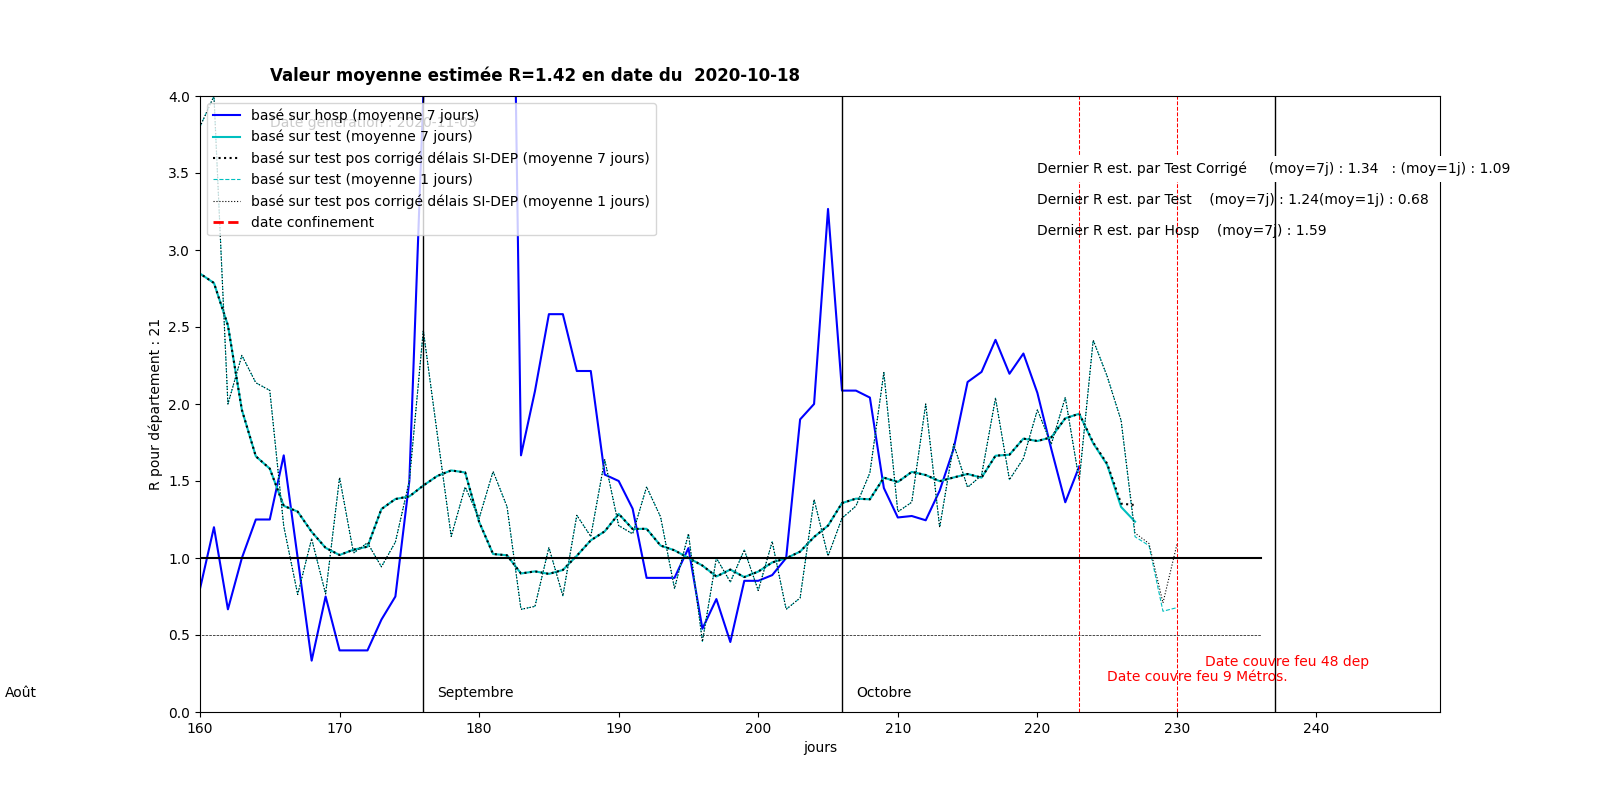 Valeur moyenne estimée R=1.42 en date du  2020-10-18
4.0
3.5
3.0
2.5
2.0
1.5
1.0
0.5
0.0
R pour département : 21
basé sur hosp (moyenne 7 jours)
Date génération : 2020-11-03
basé sur test (moyenne 7 jours)
basé sur test pos corrigé délais SI-DEP (moyenne 7 jours)
basé sur test (moyenne 1 jours)
basé sur test pos corrigé délais SI-DEP (moyenne 1 jours)
date confinement
Dernier R est. par Test Corrigé     (moy=7j) : 1.34   : (moy=1j) : 1.09
Dernier R est. par Test    (moy=7j) : 1.24(moy=1j) : 0.68
Dernier R est. par Hosp    (moy=7j) : 1.59
Date couvre feu 48 dep
Date couvre feu 9 Métros.
Août
Septembre
Octobre
160
170
180
190
200
210
220
230
240
jours